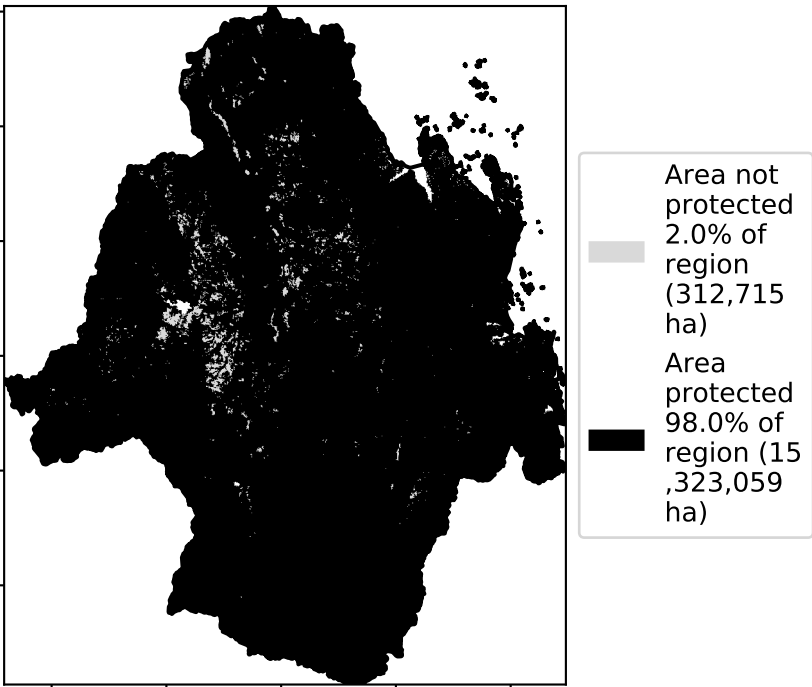 Area not
protected
2.0% of
region
(312,715
ha)
Area
protected
98.0% of
region (15
,323,059
ha)